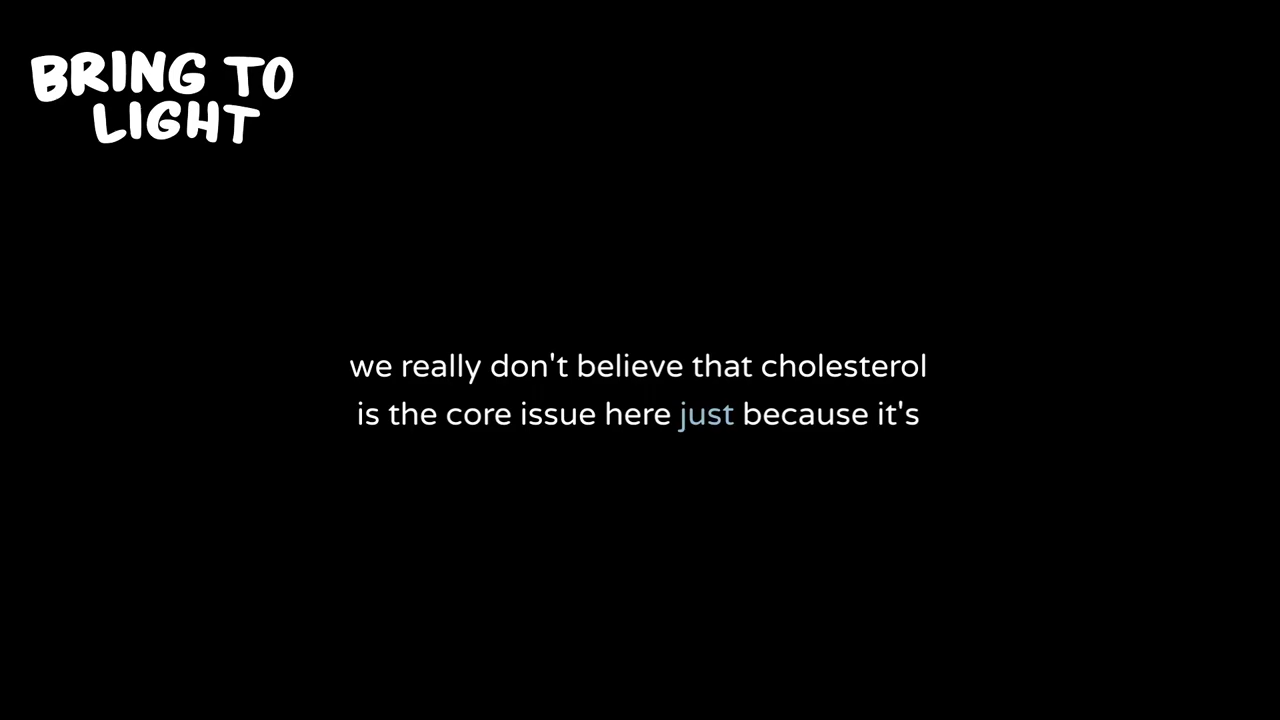 BRING TO
LIGHT
we really don't believe that cholesterol
is the core issue here just because it's